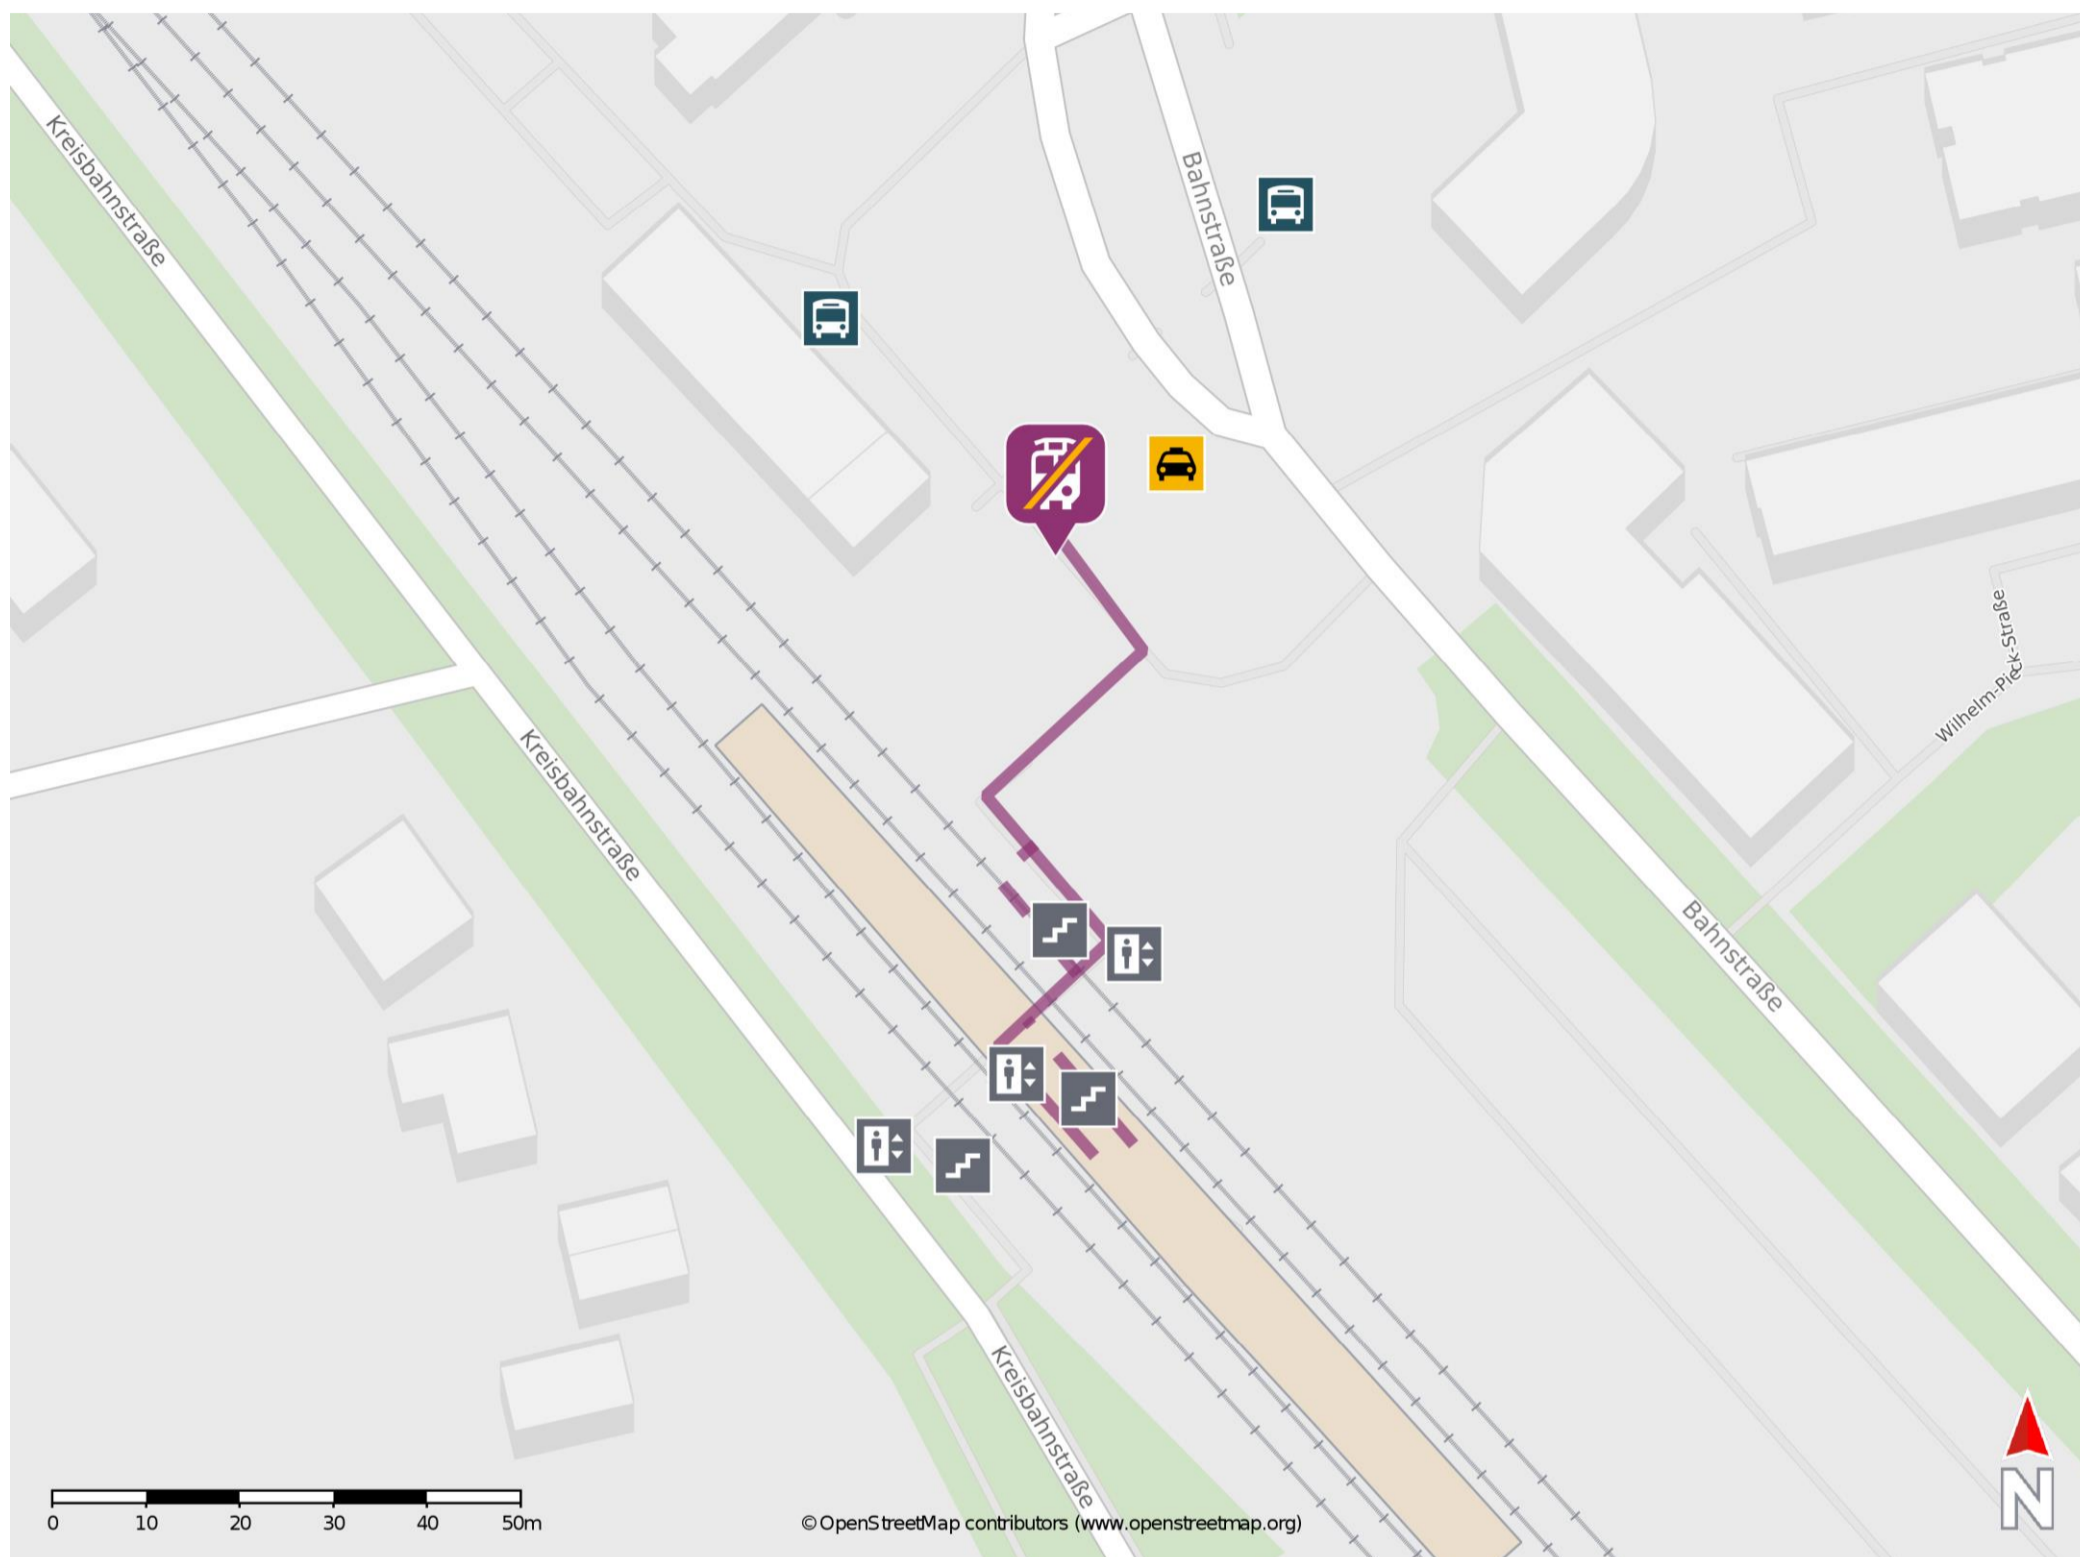 Kreisbahnstraße
Bahnstraße
Wilhelm-Pieck-Straße
Kreisbahnstraße
Bahnstraße
Kreisbahnstraße
0 10 20 30 40 50m
© OpenStreetMap contributors (www.openstreetmap.org)
N